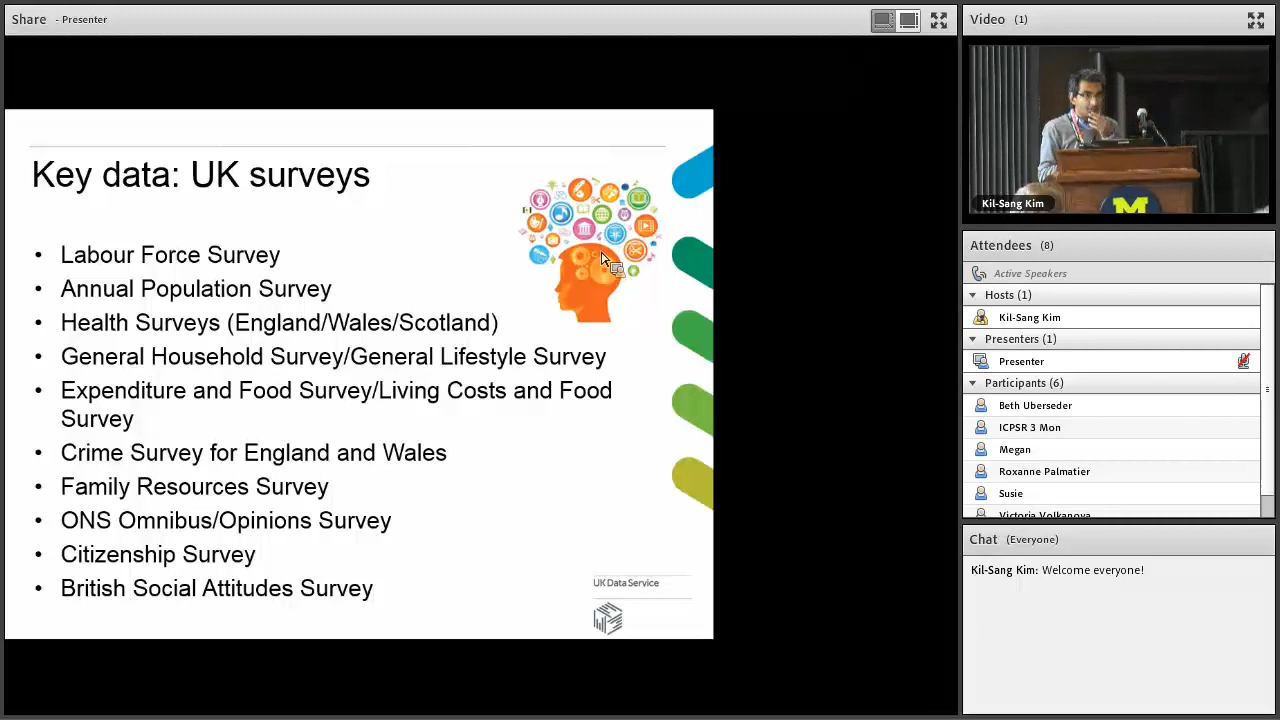 Share - Presenter
Key data: UK surveys
• Labour Force Survey
• Annual Population Survey
• Health Surveys (England/Wales/Scotland)
• General Household Survey/General Lifestyle Survey
• Expenditure and Food Survey/Living Costs and Food
Survey
• Crime Survey for England and Wales
• Family Resources Survey
• ONS Omnibus/Opinions Survey
• Citizenship Survey
• British Social Attitudes Survey
UK Data Service
Video (1)
M
Kil-Sang Kim
Attendees (8)
Active Speakers
Hosts (1)
Kil-Sang Kim
Presenters (1)
Presenter
Participants (6)
Beth Uberseder
ICPSR 3 Mon
Megan
Roxanne Palmatier
Susie
Victoria Volkanova
Chat (Everyone)
Kil-Sang Kim: Welcome everyone!